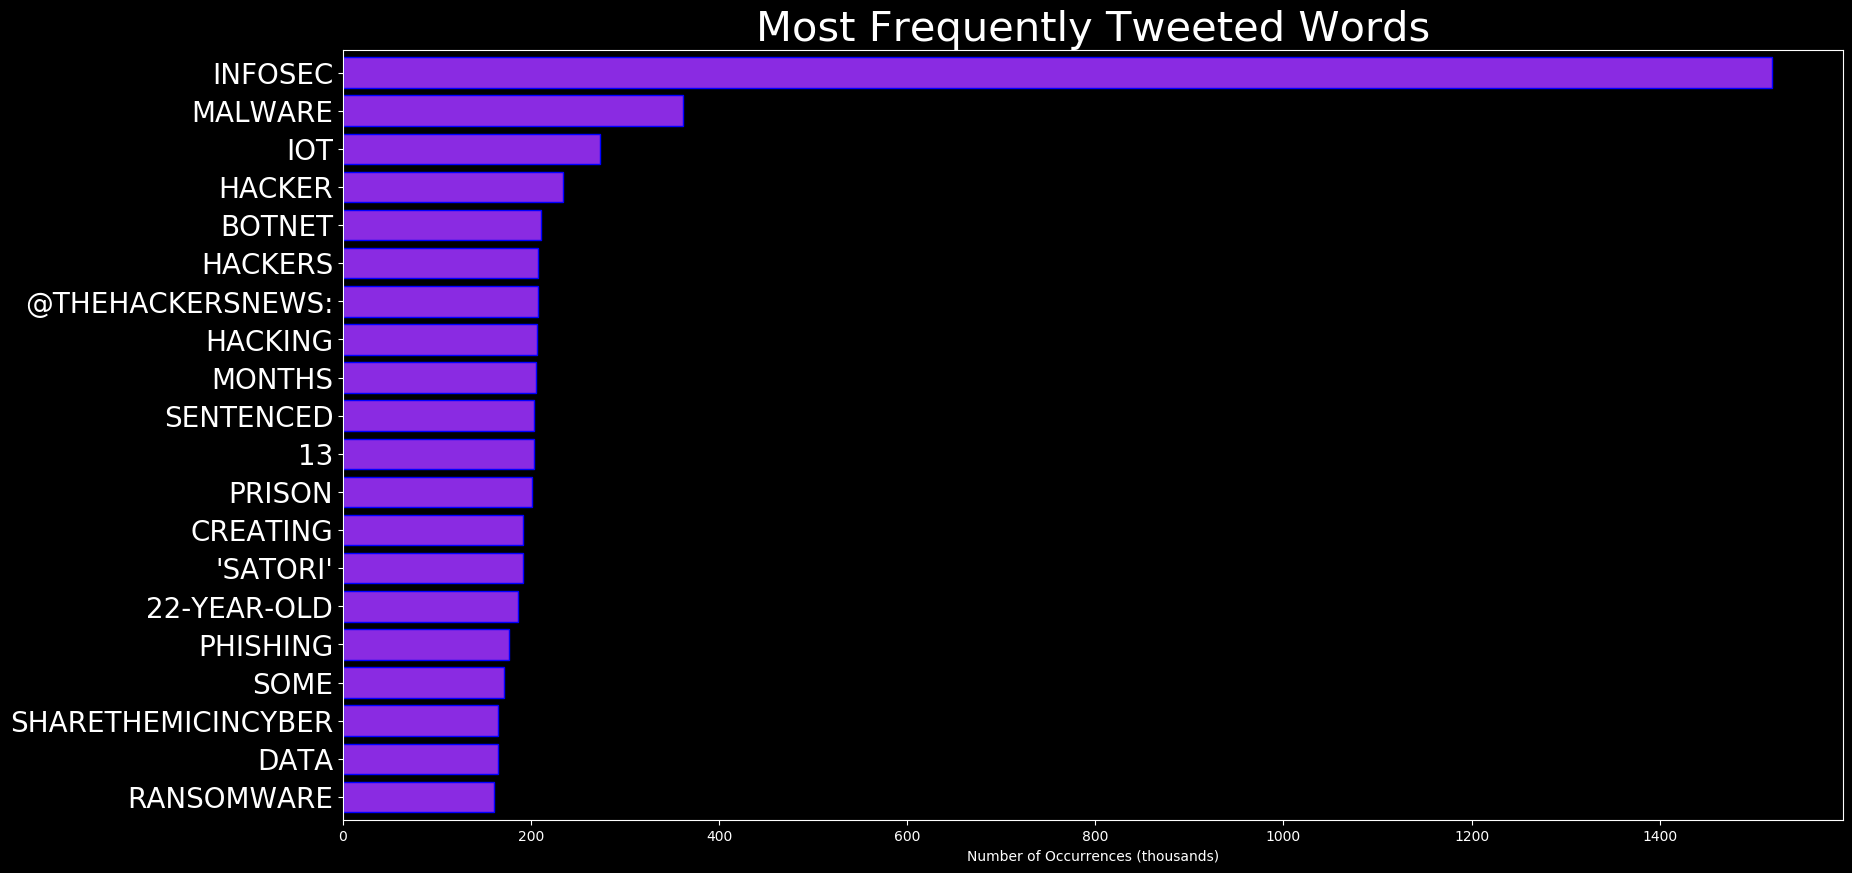 Most Frequently Tweeted Words
INFOSEC
MALWARE
IOT
HACKER
BOTNET
HACKERS
@THEHACKERSNEWS:
HACKING
MONTHS
SENTENCED
13
PRISON
CREATING
'SATORI'
22-YEAR-OLD
PHISHING
SOME
SHARETHEMICINCYBER
DATA
RANSOMWARE
0 200 400 600 800 1000 1200 1400
Number of Occurrences (thousands)